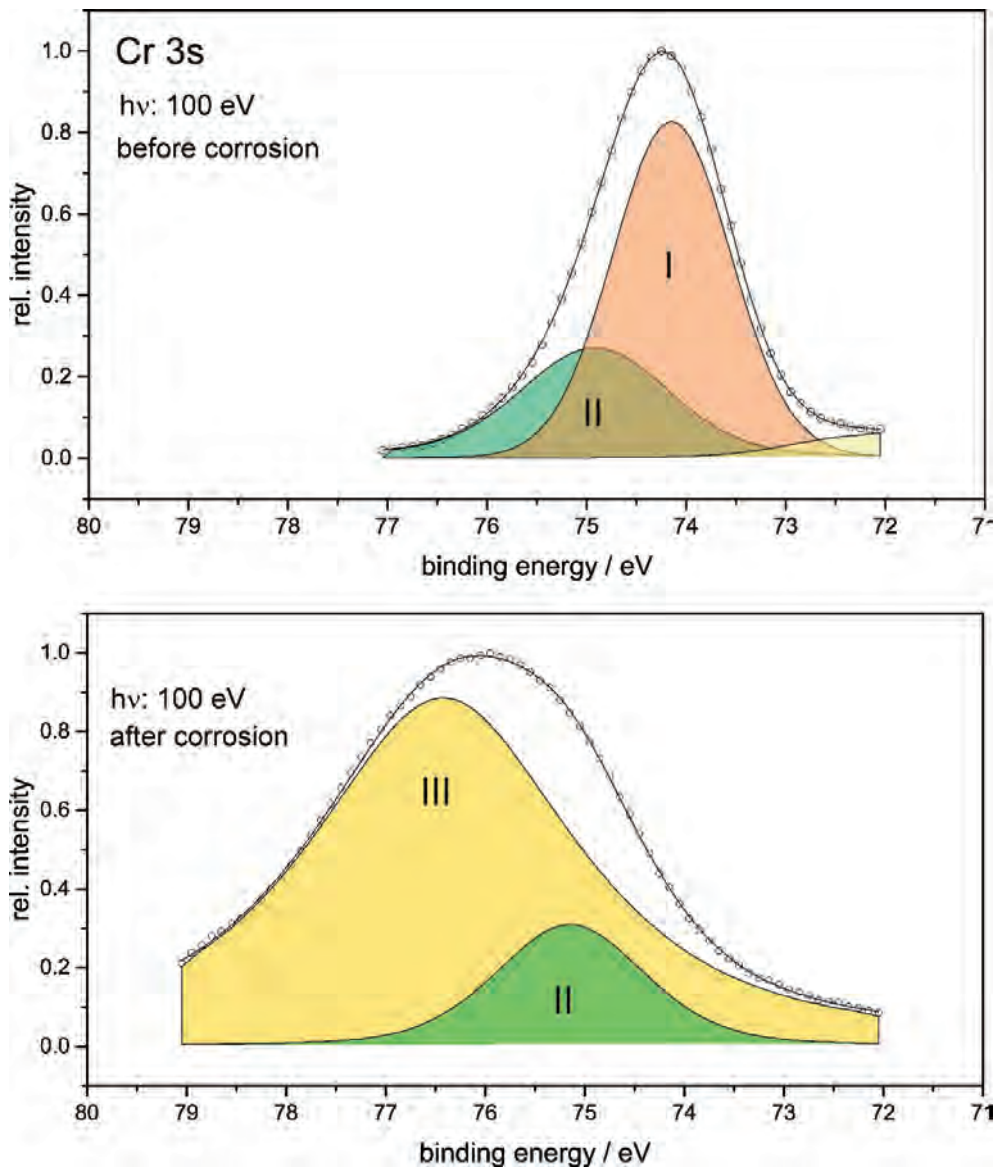 Cr 3s
hν: 100 eV
before corrosion
1.0
0.8
0.6
0.4
0.2
0.0
rel. intensity
I
II
80 79 78 77 76 75 74 73 72 71
binding energy / eV
hν: 100 eV
after corrosion
1.0
0.8
0.6
0.4
0.2
0.0
rel. intensity
III
II
80 79 78 77 76 75 74 73 72 71
binding energy / eV